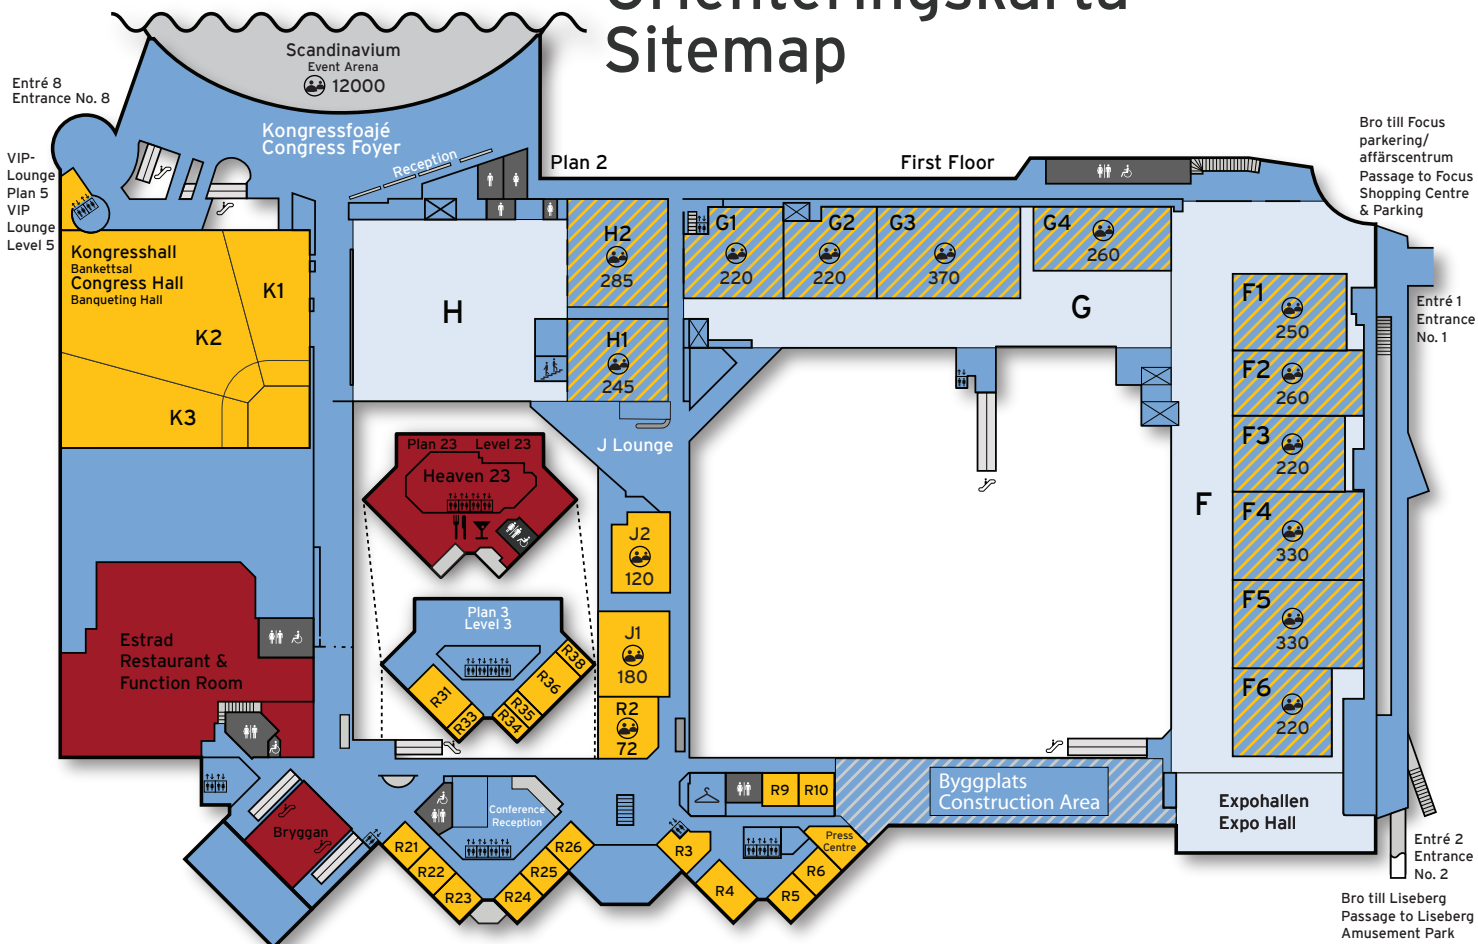 Orienteringskarta
Sitemap
Scandinavium
Event Arena
12000
Entré 8
Entrance No. 8
Kongressfoajé
Congress Foyer
Reception
Plan 2
First Floor
Bro till Focus
parkering/
affärscentrum
Passage to Focus
Shopping Centre
& Parking
VIP-
Lounge
Plan 5
VIP
Lounge
Level 5
Kongresshall
Bankettsal
Congress Hall
Banqueting Hall
K1
K2
K3
H
H2
285
H1
245
G1
220
G2
220
G3
370
G4
260
G
F1
250
F2
260
F3
220
F4
330
F5
330
F6
220
F
Entré 1
Entrance
No. 1
J Lounge
Plan 23 Level 23
Heaven 23
J2
120
Plan 3
Level 3
R31
R33
R34
R35
R36
R38
J1
180
R2
72
Estrad
Restaurant &
Function Room
Bryggan
Conference
Reception
R21
R22
R23
R24
R25
R26
R9
R10
R3
R4
R5
R6
Press
Centre
Byggplats
Construction Area
Expohallen
Expo Hall
Entré 2
Entrance
No. 2
Bro till Liseberg
Passage to Liseberg
Amusement Park